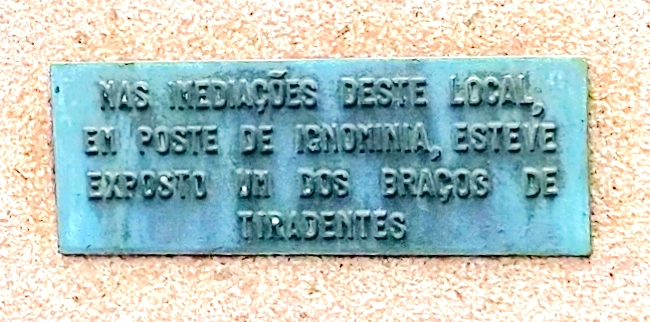 NAS IMEDIAÇÕES DESTE LOCAL,
EM POSTE DE IGNOMINIA, ESTEVE
EXPOSTO UM DOS BRAÇOS DE
TIRADENTES